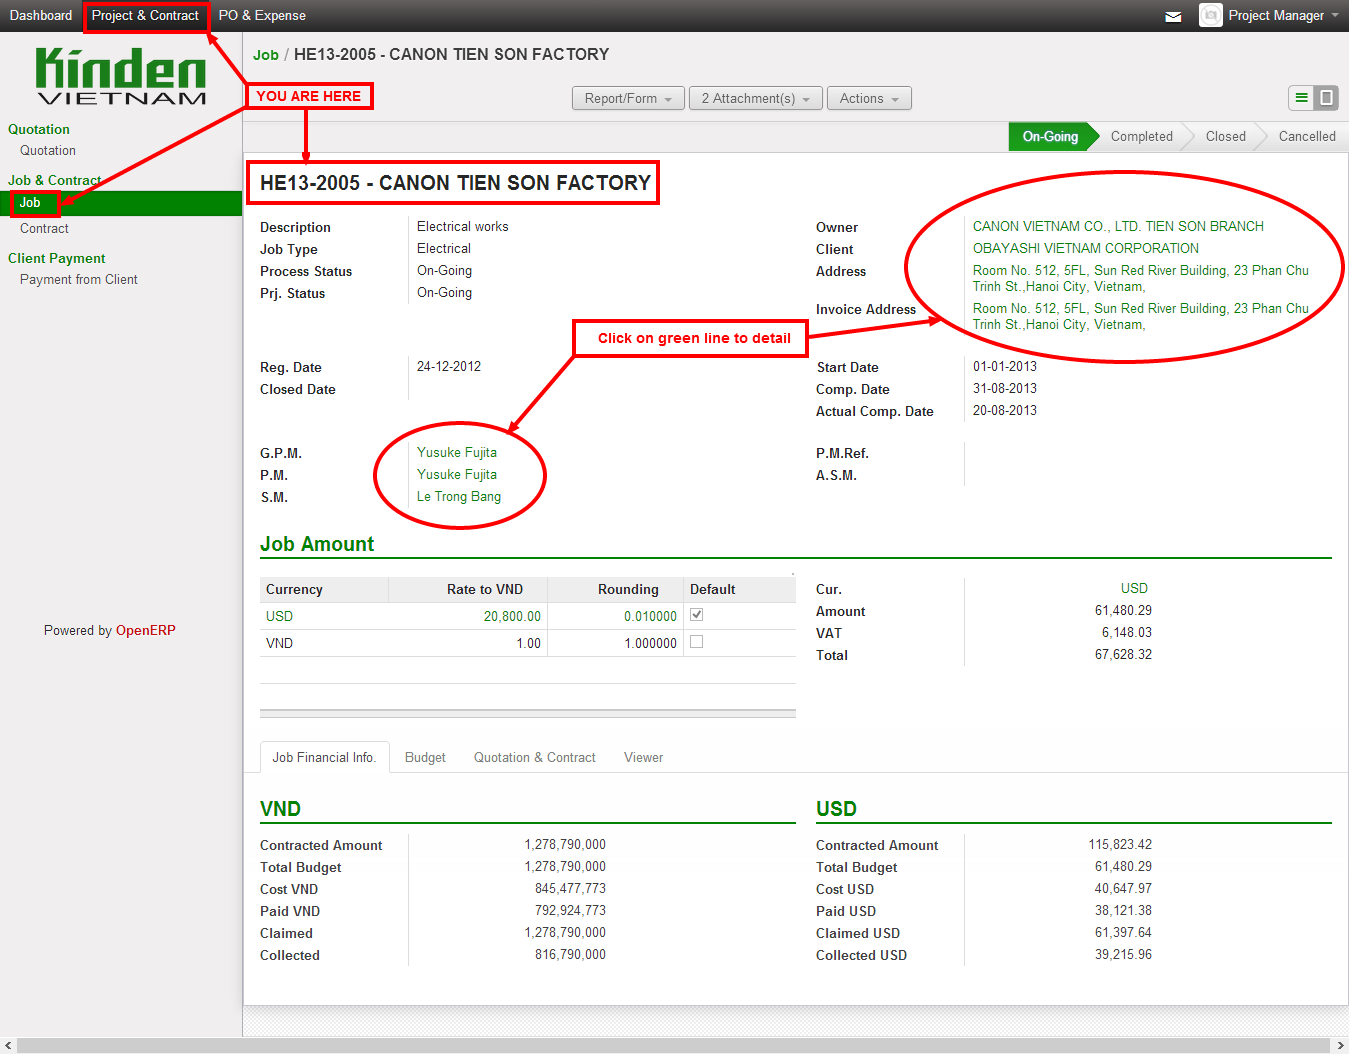 Dashboard Project & Contract PO & Expense Project Manager
Kinden
VIETNAM
Job / HE13-2005 - CANON TIEN SON FACTORY
YOU ARE HERE
Report/Form 2 Attachment(s) Actions
Quotation
Quotation
Job & Contract
Job
Contract
Client Payment
Payment from Client
Powered by OpenERP
On-Going Completed Closed Cancelled
HE13-2005 - CANON TIEN SON FACTORY
Description Electrical works
Job Type Electrical
Process Status On-Going
Prj. Status On-Going
Owner CANON VIETNAM CO., LTD. TIEN SON BRANCH
Client OBAYASHI VIETNAM CORPORATION
Address Room No. 512, 5FL, Sun Red River Building, 23 Phan Chu
Trinh St.,Hanoi City, Vietnam,
Invoice Address Room No. 512, 5FL, Sun Red River Building, 23 Phan Chu
Trinh St.,Hanoi City, Vietnam,
Click on green line to detail
Reg. Date 24-12-2012
Closed Date
Start Date 01-01-2013
Comp. Date 31-08-2013
Actual Comp. Date 20-08-2013
G.P.M. Yusuke Fujita
P.M. Yusuke Fujita
S.M. Le Trong Bang
P.M.Ref.
A.S.M.
Job Amount
Currency Rate to VND Rounding Default
USD 20,800.00 0.010000
VND 1.00 1.000000
Cur. USD
Amount 61,480.29
VAT 6,148.03
Total 67,628.32
Job Financial Info. Budget Quotation & Contract Viewer
VND
Contracted Amount 1,278,790,000
Total Budget 1,278,790,000
Cost VND 845,477,773
Paid VND 792,924,773
Claimed 1,278,790,000
Collected 816,790,000
USD
Contracted Amount 115,823.42
Total Budget 61,480.29
Cost USD 40,647.97
Paid USD 38,121.38
Claimed USD 61,397.64
Collected USD 39,215.96